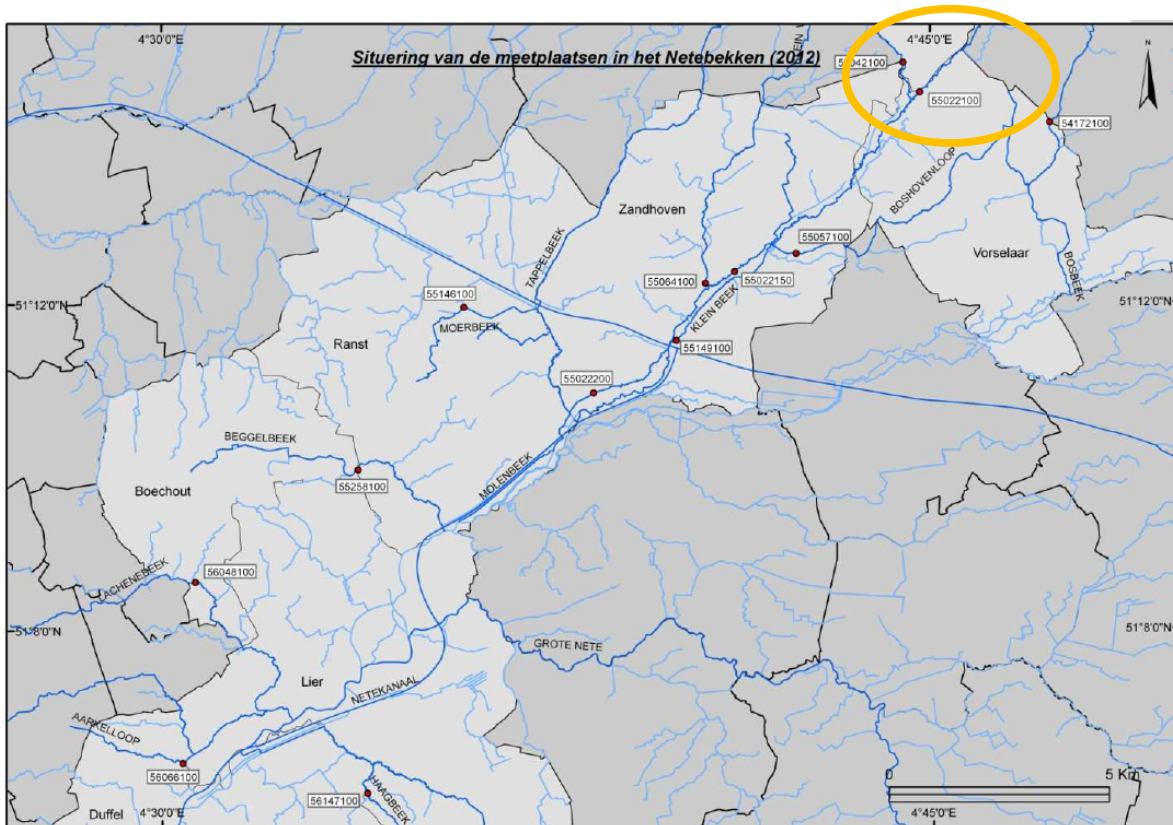 4°30'0"E
4°45'0"E
Situering van de meetplaatsen in het Netebekken (2012)
N
55022100
54172100
BOSHOVENLOOP
Zandhoven
TAPPELBEEK
55057100
Vorselaar
BOSBEEK
55064100
55022150
51°12'0"N
51°12'0"N
55146100
KLEIN BEEK
MOERBEEK
Ranst
55149100
55022200
BEGGELBEEK
MOLENBEEK
55258100
Boechout
56048100
LACHENEBEEK
51°8'0"N
51°8'0"N
GROTE NETE
Lier
NETEKANAAL
AARKELLOOP
56066100
0
5 Km
56147100
HAAGBEEK
Duffel
4°30'0"E
4°45'0"E